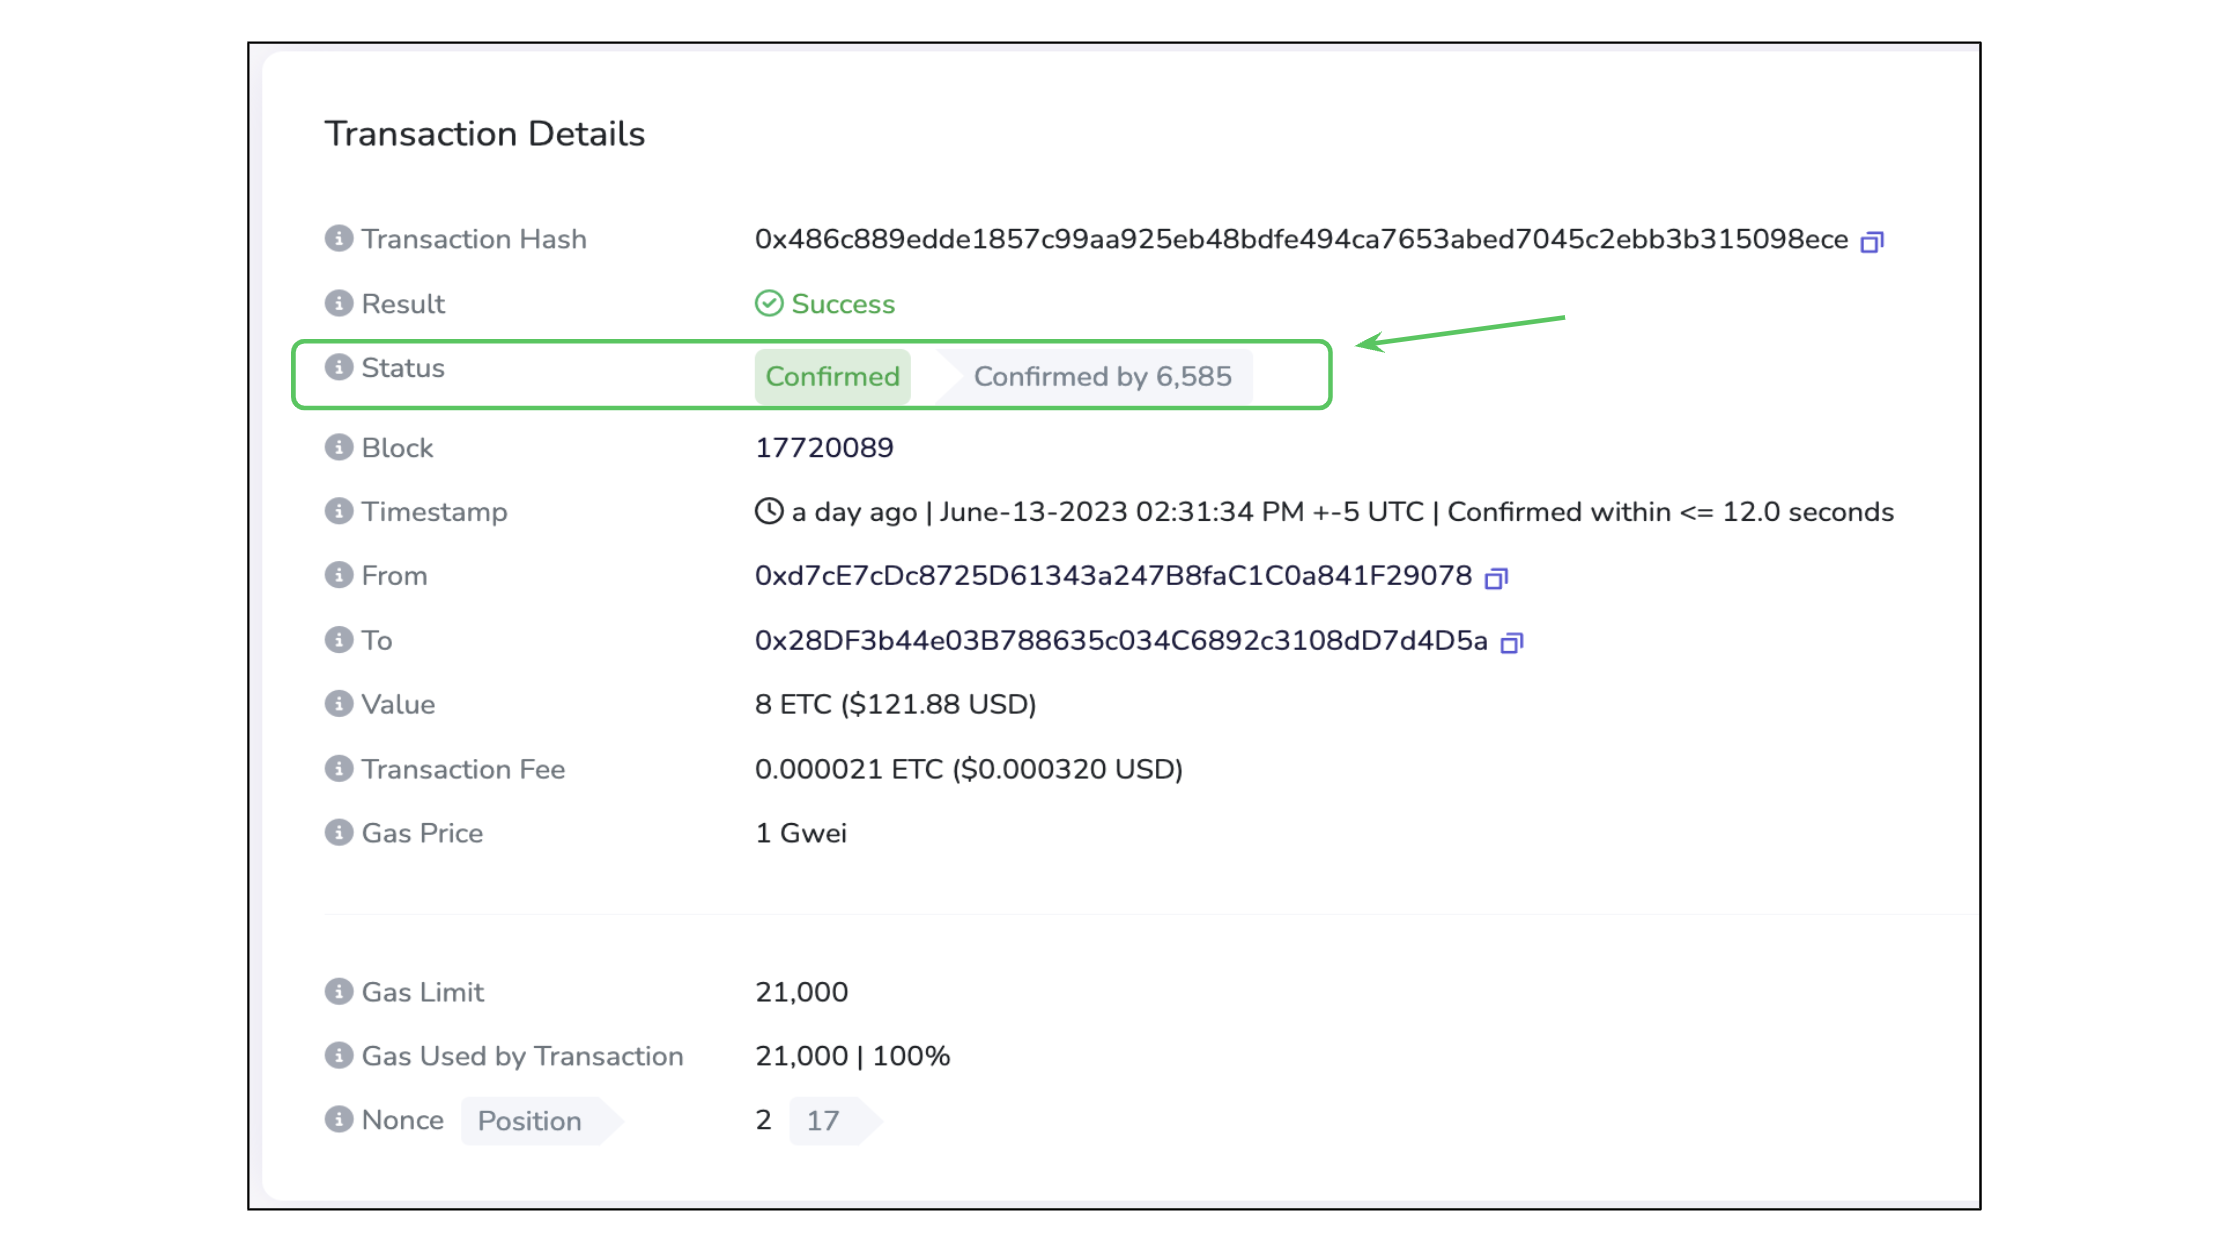 Transaction Details
Transaction Hash 0x486c889edde1857c99aa925eb48bdfe494ca7653abed7045c2ebb3b315098ece
Result Success
Status Confirmed Confirmed by 6,585
Block 17720089
Timestamp a day ago | June-13-2023 02:31:34 PM +-5 UTC | Confirmed within <= 12.0 seconds
From 0xd7cE7cDc8725D61343a247B8faC1C0a841F29078
To 0x28DF3b44e03B788635c034C6892c3108dD7d4D5a
Value 8 ETC ($121.88 USD)
Transaction Fee 0.000021 ETC ($0.000320 USD)
Gas Price 1 Gwei
Gas Limit 21,000
Gas Used by Transaction 21,000 | 100%
Nonce Position 2 17